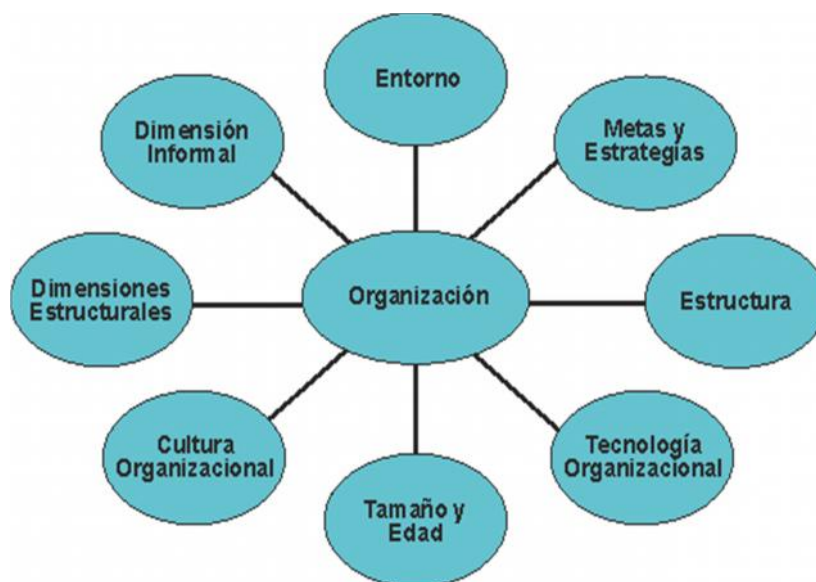 Entorno
Metas y
Estrategias
Estructura
Tecnología
Organizacional
Tamaño y
Edad
Cultura
Organizacional
Dimensiones
Estructurales
Dimensión
Informal
Organización